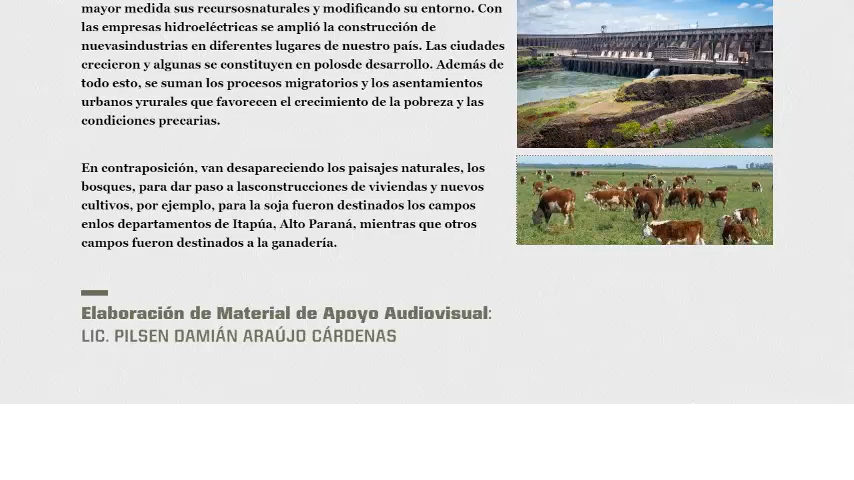 mayor medida sus recursosnaturales y modificando su entorno. Con
las empresas hidroeléctricas se amplió la construcción de
nuevasindustrias en diferentes lugares de nuestro país. Las ciudades
crecieron y algunas se constituyen en polosde desarrollo. Además de
todo esto, se suman los procesos migratorios y los asentamientos
urbanos yrurales que favorecen el crecimiento de la pobreza y las
condiciones precarias.
En contraposición, van desapareciendo los paisajes naturales, los
bosques, para dar paso a lasconstrucciones de viviendas y nuevos
cultivos, por ejemplo, para la soja fueron destinados los campos
enlos departamentos de Itapúa, Alto Paraná, mientras que otros
campos fueron destinados a la ganadería.
Elaboración de Material de Apoyo Audiovisual:
LIC. PILSEN DAMIÁN ARAÚJO CÁRDENAS